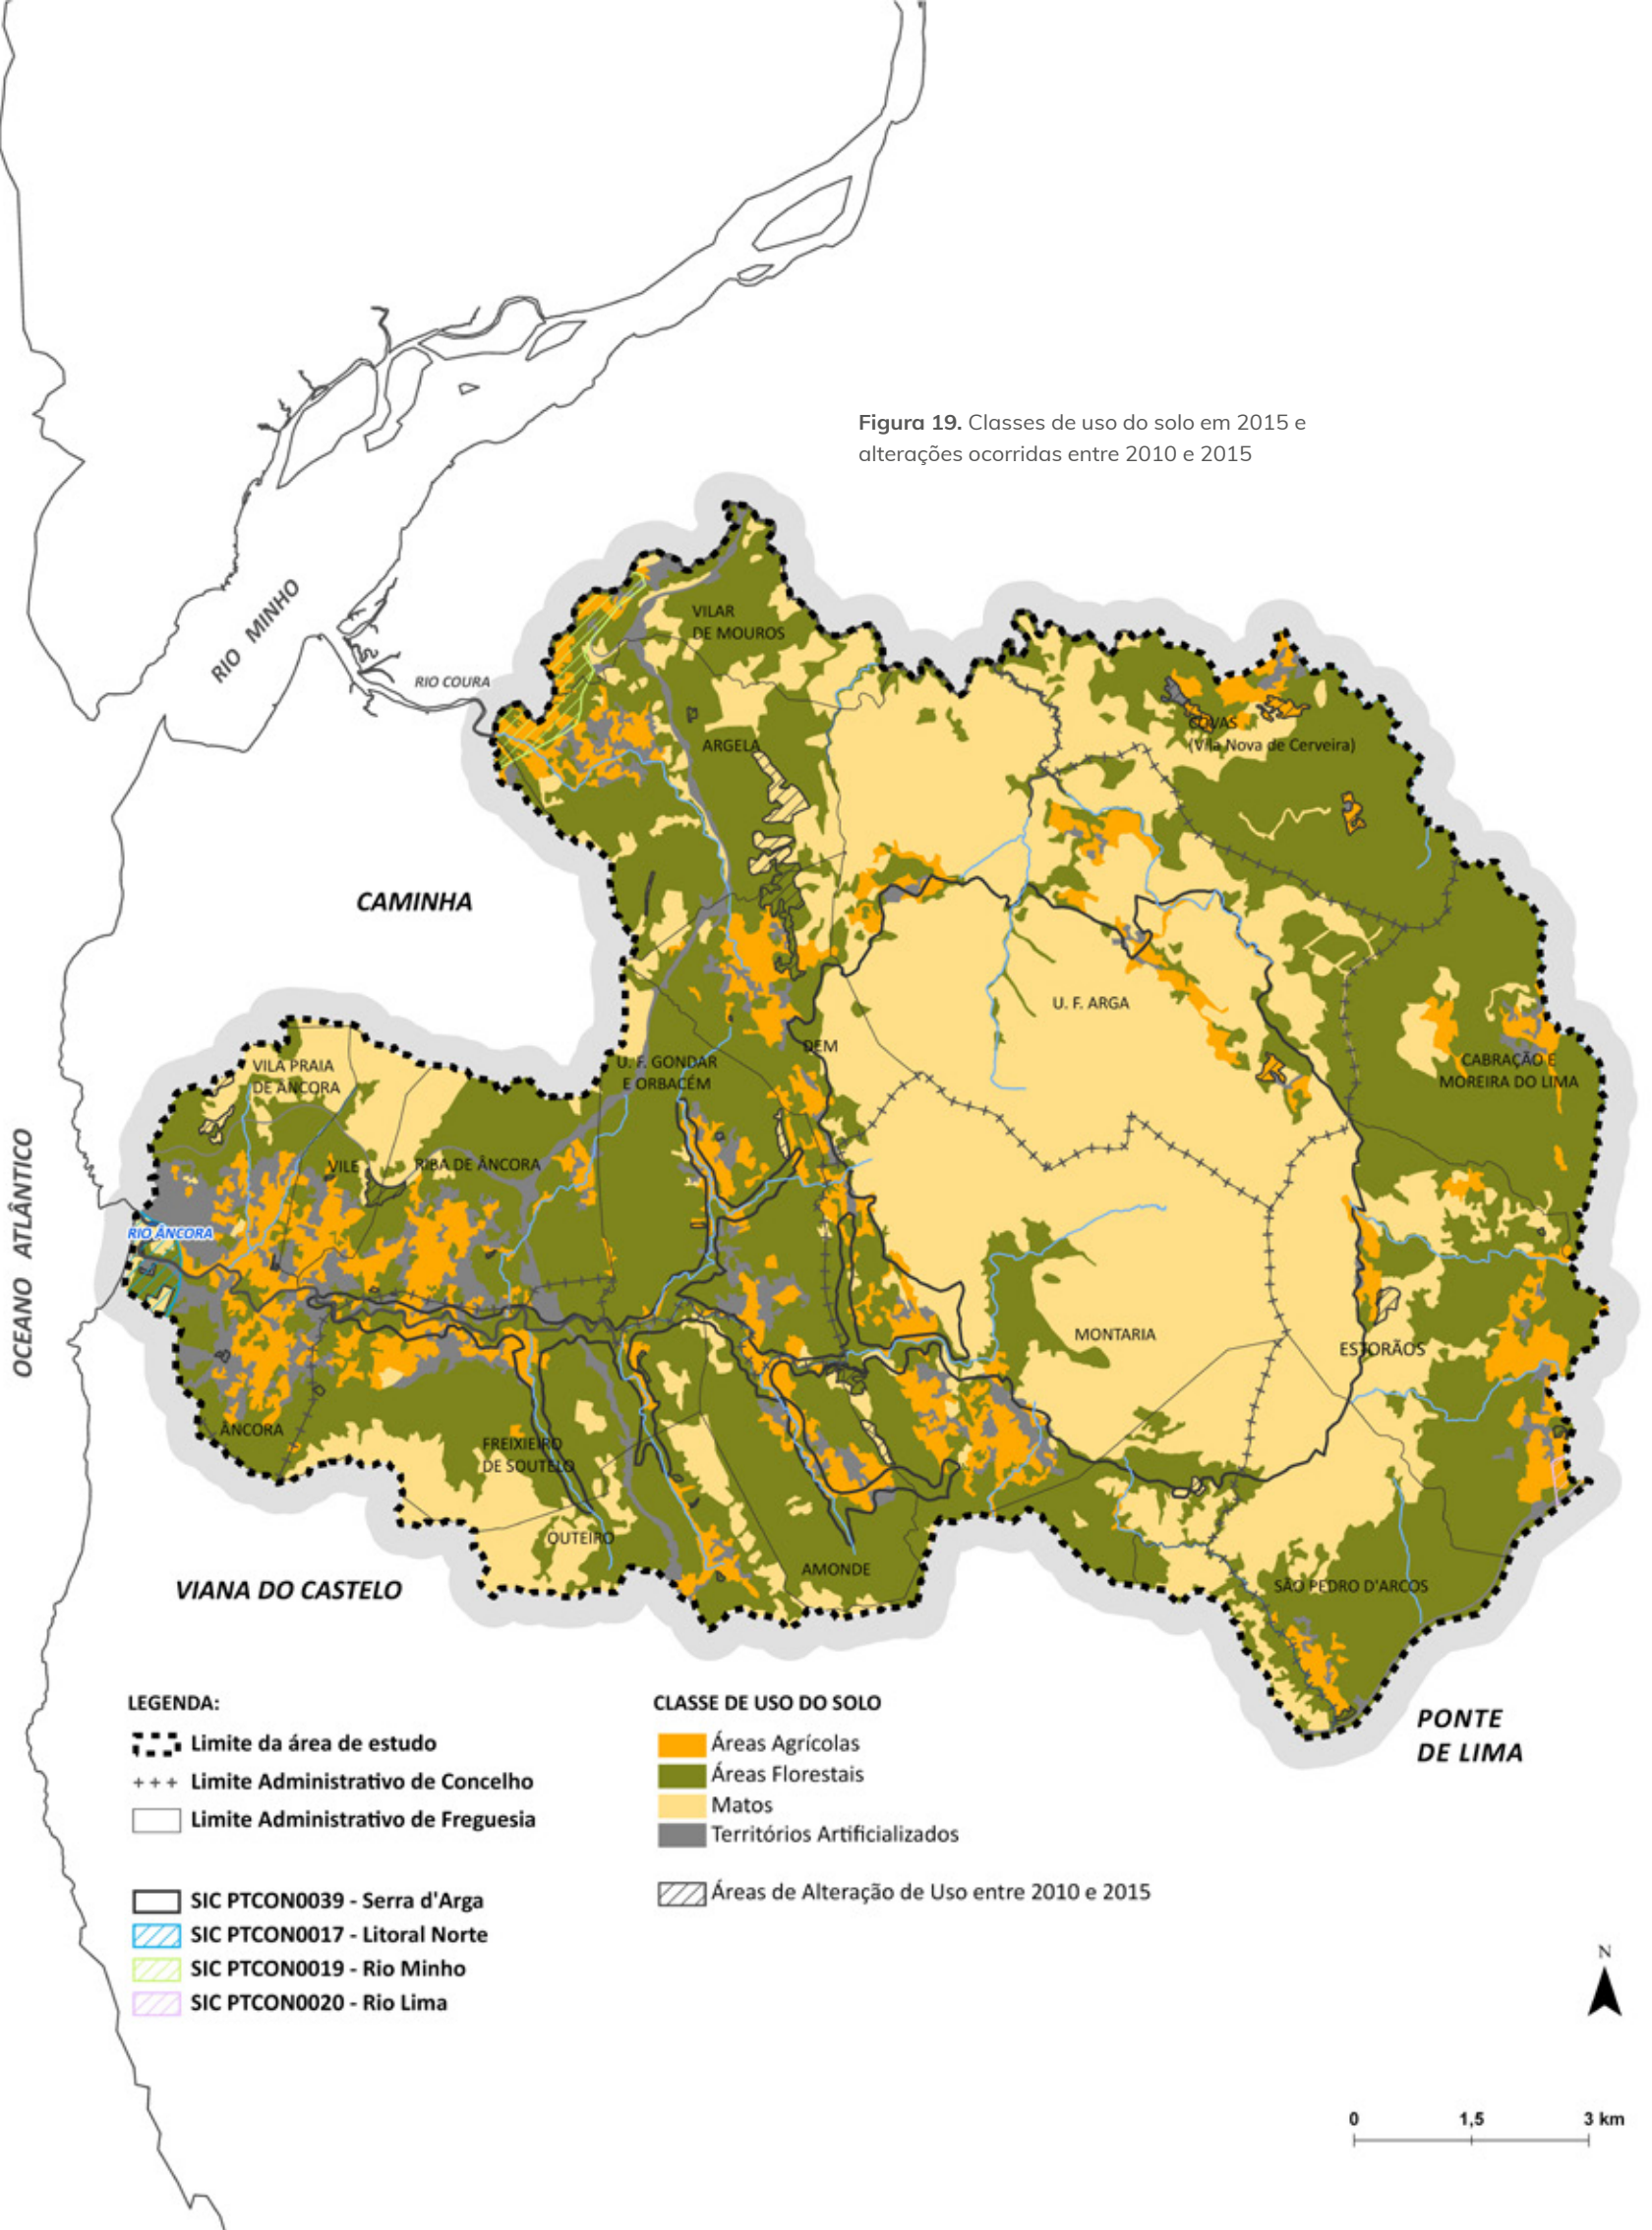 Figura 19. Classes de uso do solo em 2015 e
alterações ocorridas entre 2010 e 2015
RIO MINHO
RIO COURA
VILAR
DE MOUROS
COVAS
(Vila Nova de Cerveira)
ARGELA
CAMINHA
U. F. ARGA
DEM
U. F. GONDAR
E ORBACÉM
CABRAÇÃO E
MOREIRA DO LIMA
VILA PRAIA
DE ÂNCORA
VILE
RIBA DE ÂNCORA
OCEANO ATLÂNTICO
RIO ÂNCORA
MONTARIA
ESTORÃOS
ÂNCORA
FREIXIEIRO
DE SOUTELO
OUTEIRO
AMONDE
SÃO PEDRO D'ARCOS
VIANA DO CASTELO
PONTE
DE LIMA
LEGENDA:
Limite da área de estudo
Limite Administrativo de Concelho
Limite Administrativo de Freguesia
SIC PTCON0039 - Serra d'Arga
SIC PTCON0017 - Litoral Norte
SIC PTCON0019 - Rio Minho
SIC PTCON0020 - Rio Lima
CLASSE DE USO DO SOLO
Áreas Agrícolas
Áreas Florestais
Matos
Territórios Artificializados
Áreas de Alteração de Uso entre 2010 e 2015
N
0 1,5 3 km